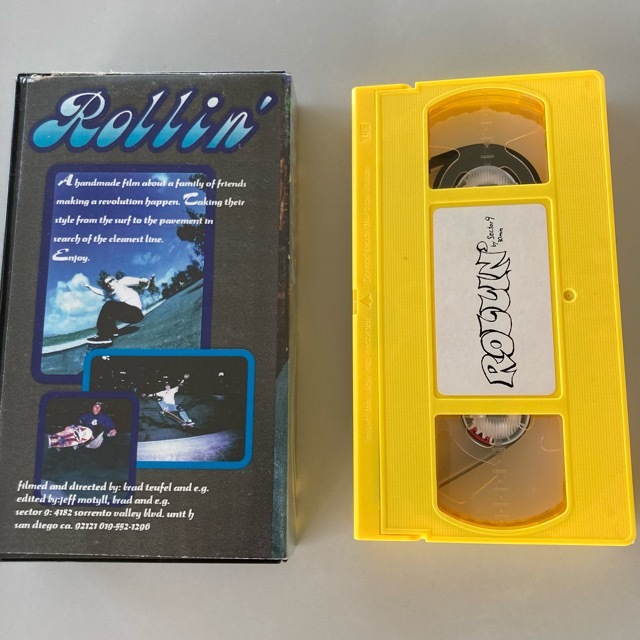 Rollin'
A handmade film about a family of friends
making a revolution happen. Taking their
style from the surf to the pavement in
search of the cleanest line.
Enjoy.
filmed and directed by: brad teufel and e.g.
edited by:jeff motyll, brad and e.g.
sector 9: 4182 sorrento valley blvd. unit h
san diego ca. 92121 619-552-1296
ROLLIN'
by Sector 9